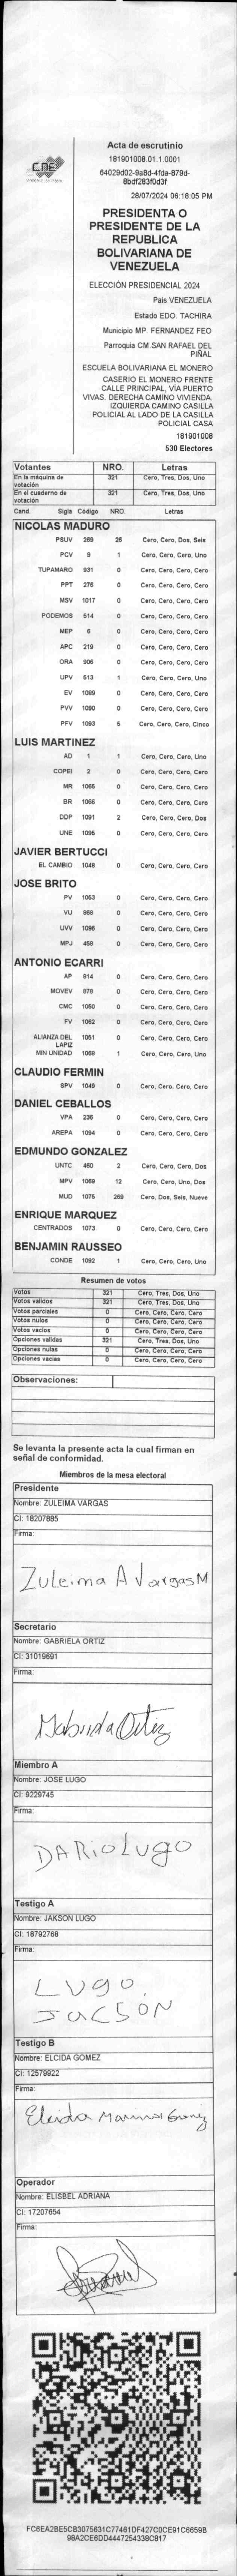 CNE
Acta de escrutinio
181901008.01.1.0001
64029d02-9a8d-4fda-879d-
8bdf283f0d3f
28/07/2024 06:18:05 PM
PRESIDENTA O
PRESIDENTE DE LA
REPUBLICA
BOLIVARIANA DE
VENEZUELA
ELECCIÓN PRESIDENCIAL 2024
Pais VENEZUELA
Estado EDO. TACHIRA
Municipio MP. FERNANDEZ FEO
Parroquia CM.SAN RAFAEL DEL
PIÑAL
ESCUELA BOLIVARIANA EL MONERO
CASERIO EL MONERO FRENTE
CALLE PRINCIPAL, VÍA PUERTO
VIVAS. DERECHA CAMINO VIVIENDA.
IZQUIERDA CAMINO CASILLA
POLICIAL AL LADO DE LA CASILLA
POLICIAL CASA
181901008
530 Electores
Votantes NRO. Letras
En la máquina de votación 321 Cero, Tres, Dos, Uno
En el cuaderno de votación 321 Cero, Tres, Dos, Uno
Cand. Sigla Código NRO. Letras
NICOLAS MADURO
PSUV 269 26 Cero, Cero, Dos, Seis
PCV 9 1 Cero, Cero, Cero, Uno
TUPAMARO 931 0 Cero, Cero, Cero, Cero
PPT 276 0 Cero, Cero, Cero, Cero
MSV 1017 0 Cero, Cero, Cero, Cero
PODEMOS 514 0 Cero, Cero, Cero, Cero
MEP 6 0 Cero, Cero, Cero, Cero
APC 219 0 Cero, Cero, Cero, Cero
ORA 906 0 Cero, Cero, Cero, Cero
UPV 513 1 Cero, Cero, Cero, Uno
EV 1099 0 Cero, Cero, Cero, Cero
PVV 1090 0 Cero, Cero, Cero, Cero
PFV 1093 5 Cero, Cero, Cero, Cinco
LUIS MARTINEZ
AD 1 1 Cero, Cero, Cero, Uno
COPEI 2 0 Cero, Cero, Cero, Cero
MR 1065 0 Cero, Cero, Cero, Cero
BR 1066 0 Cero, Cero, Cero, Cero
DDP 1091 2 Cero, Cero, Cero, Dos
UNE 1095 0 Cero, Cero, Cero, Cero
JAVIER BERTUCCI
EL CAMBIO 1048 0 Cero, Cero, Cero, Cero
JOSE BRITO
PV 1053 0 Cero, Cero, Cero, Cero
VU 868 0 Cero, Cero, Cero, Cero
UVV 1096 0 Cero, Cero, Cero, Cero
MPJ 458 0 Cero, Cero, Cero, Cero
ANTONIO ECARRI
AP 814 0 Cero, Cero, Cero, Cero
MOVEV 878 0 Cero, Cero, Cero, Cero
CMC 1050 0 Cero, Cero, Cero, Cero
FV 1062 0 Cero, Cero, Cero, Cero
ALIANZA DEL LAPIZ 1051 0 Cero, Cero, Cero, Cero
MIN UNIDAD 1068 1 Cero, Cero, Cero, Uno
CLAUDIO FERMIN
SPV 1049 0 Cero, Cero, Cero, Cero
DANIEL CEBALLOS
VPA 236 0 Cero, Cero, Cero, Cero
AREPA 1094 0 Cero, Cero, Cero, Cero
EDMUNDO GONZALEZ
UNTC 460 2 Cero, Cero, Cero, Dos
MPV 1069 12 Cero, Cero, Uno, Dos
MUD 1075 269 Cero, Dos, Seis, Nueve
ENRIQUE MARQUEZ
CENTRADOS 1073 0 Cero, Cero, Cero, Cero
BENJAMIN RAUSSEO
CONDE 1092 1 Cero, Cero, Cero, Uno
Resumen de votos
Votos 321 Cero, Tres, Dos, Uno
Votos validos 321 Cero, Tres, Dos, Uno
Votos parciales 0 Cero, Cero, Cero, Cero
Votos nulos 0 Cero, Cero, Cero, Cero
Votos vacios 0 Cero, Cero, Cero, Cero
Opciones validas 321 Cero, Tres, Dos, Uno
Opciones nulas 0 Cero, Cero, Cero, Cero
Opciones vacias 0 Cero, Cero, Cero, Cero
Observaciones:
Se levanta la presente acta la cual firman en
señal de conformidad.
Miembros de la mesa electoral
Presidente
Nombre: ZULEIMA VARGAS
CI: 18207885
Firma:
Zuleima A Vargas M
Secretario
Nombre: GABRIELA ORTIZ
CI: 31019691
Firma:
Ortiz
Miembro A
Nombre: JOSE LUGO
CI: 9229745
Firma:
DARIO LUgo
Testigo A
Nombre: JAKSON LUGO
CI: 18792768
Firma:
LUgo.
JACSON
Testigo B
Nombre: ELCIDA GOMEZ
CI: 12579922
Firma:
Operador
Nombre: ELISBEL ADRIANA
CI: 17207654
Firma:
FC6EA2BE5CB3075631C77461DF427C0CE91C6659B
98A2CE6DD4447254338C817